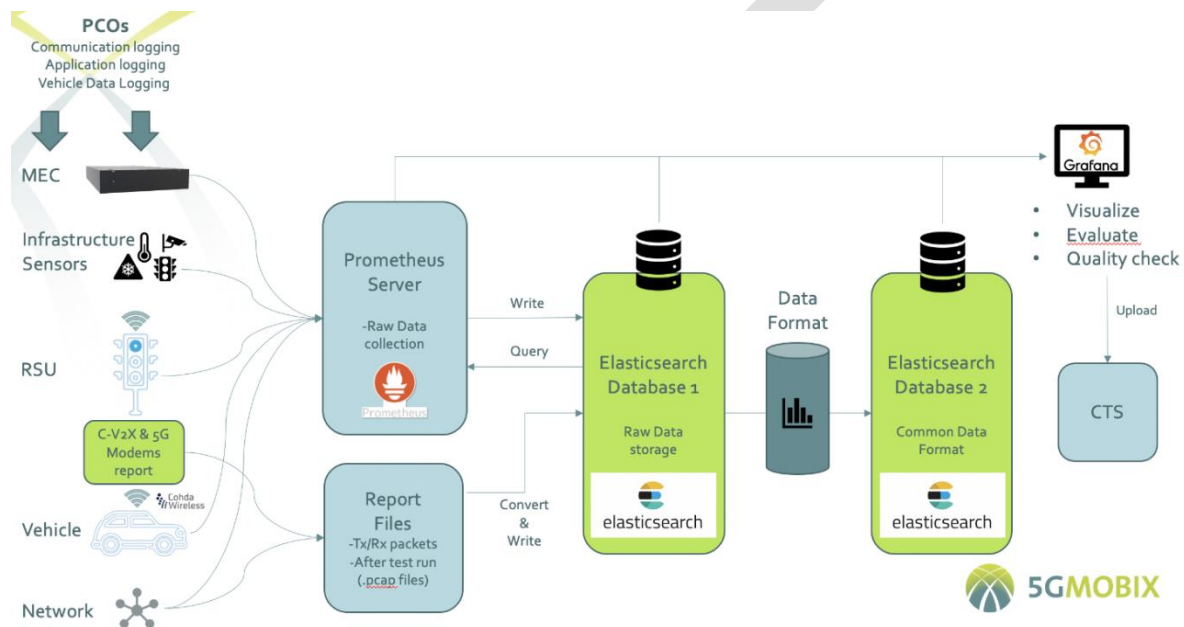 PCOs
Communication logging
Application logging
Vehicle Data Logging
MEC
Infrastructure
Sensors
RSU
C-V2X & 5G
Modems
report
Cohda
Wireless
Vehicle
Network
Prometheus
Server
-Raw Data
collection
Prometheus
Report
Files
-Tx/Rx packets
-After test run
(.pcap files)
Write
Query
Convert
&
Write
Elasticsearch
Database 1
Raw Data
storage
elasticsearch
Data
Format
Elasticsearch
Database 2
Common Data
Format
elasticsearch
Grafana
• Visualize
• Evaluate
• Quality check
Upload
CTS
5GMOBIX